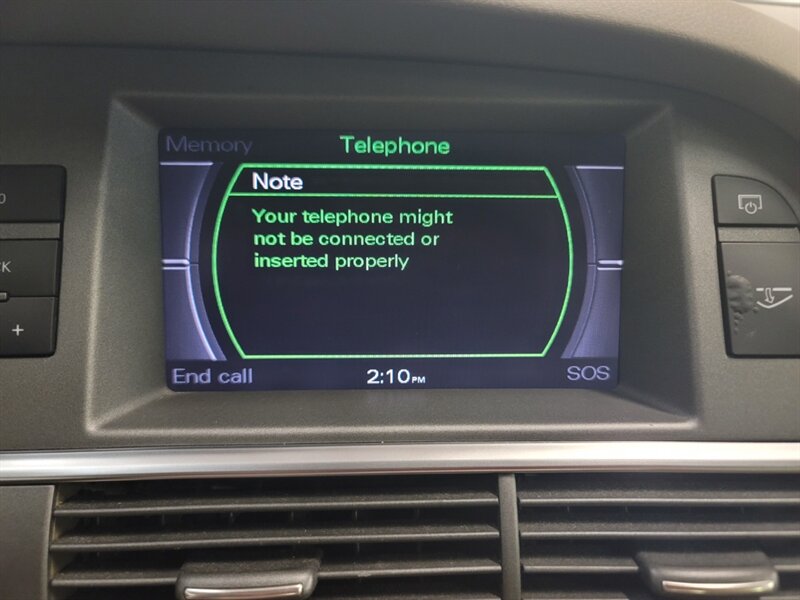 Memory
Telephone
Note
Your telephone might
not be connected or
inserted properly
+
End call
2:10PM
SOS